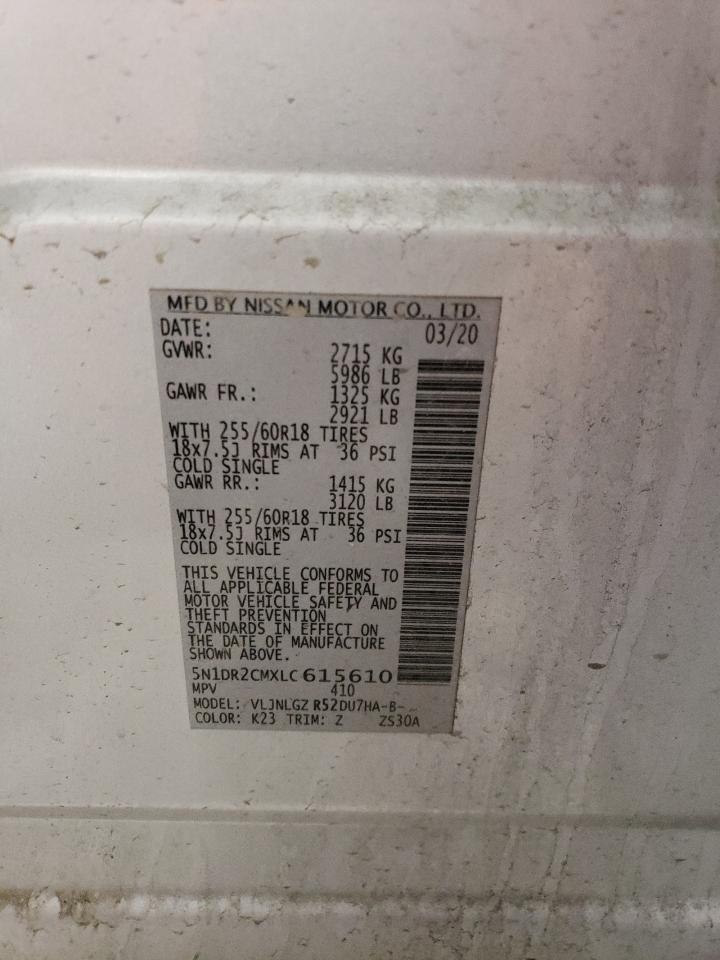 MFD BY NISSAN MOTOR CO., LTD.
DATE: 03/20
GVWR: 2715 KG
5986 LB
GAWR FR.: 1325 KG
2921 LB
WITH 255/60R18 TIRES
18x7.5J RIMS AT 36 PSI
COLD SINGLE
GAWR RR.: 1415 KG
3120 LB
WITH 255/60R18 TIRES
18x7.5J RIMS AT 36 PSI
COLD SINGLE
THIS VEHICLE CONFORMS TO
ALL APPLICABLE FEDERAL
MOTOR VEHICLE SAFETY AND
THEFT PREVENTION
STANDARDS IN EFFECT ON
THE DATE OF MANUFACTURE
SHOWN ABOVE.
5N1DR2CMXLC615610
MPV 410
MODEL: VLJNLGZ R52DU7HA-B-
COLOR: K23 TRIM: Z ZS30A